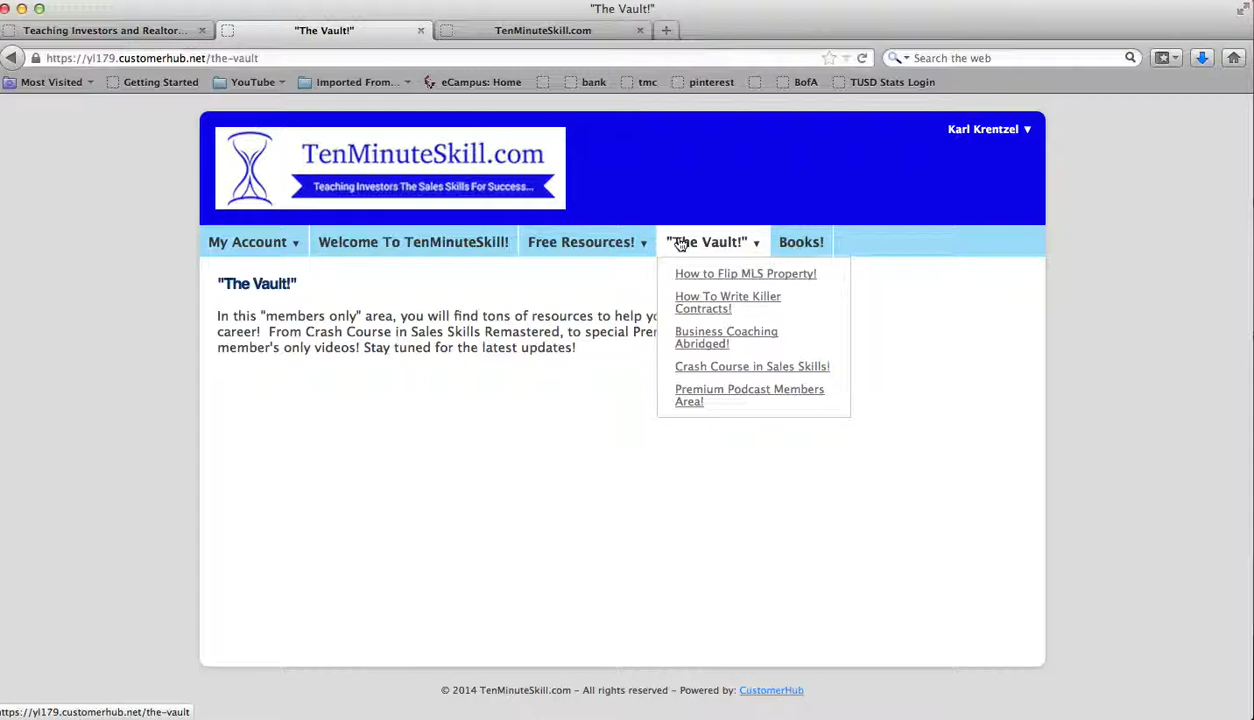 "The Vault!"
Teaching Investors and Realtor...
"The Vault!"
TenMinuteSkill.com
https://yl179.customerhub.net/the-vault
Search the web
Most Visited
Getting Started
YouTube
Imported From...
eCampus: Home
bank
tmc
pinterest
BofA
TUSD Stats Login
TenMinuteSkill.com
Teaching Investors The Sales Skills For Success...
Karl Krentzel ▼
My Account ▾
Welcome To TenMinuteSkill!
Free Resources! ▾
"The Vault!" ▾
Books!
How to Flip MLS Property!
How To Write Killer
Contracts!
Business Coaching
Abridged!
Crash Course in Sales Skills!
Premium Podcast Members
Area!
"The Vault!"
In this "members only" area, you will find tons of resources to help
career! From Crash Course in Sales Skills Remastered, to special
member's only videos! Stay tuned for the latest updates!
© 2014 TenMinuteSkill.com - All rights reserved - Powered by: CustomerHub
https://yl179.customerhub.net/the-vault